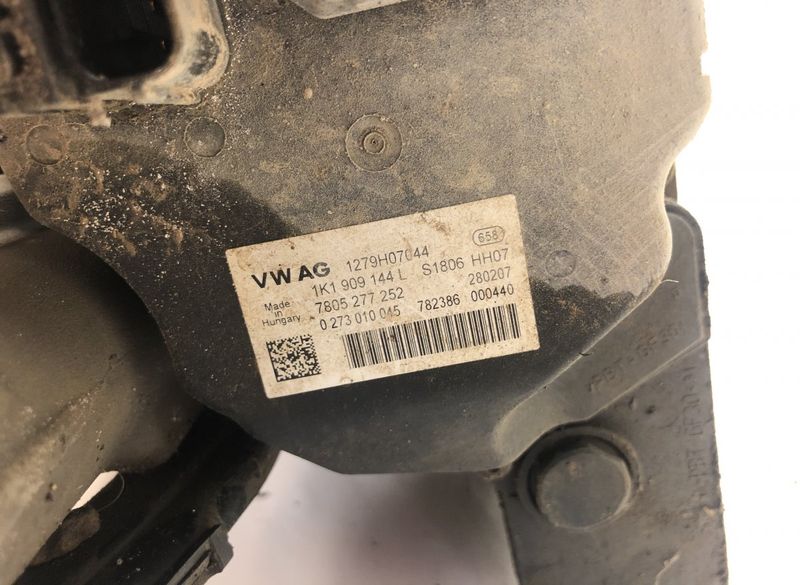 VW AG 1279H07044 658
1K1 909 144 L S1806 HH07
Made in Hungary 7805 277 252 280207
0 273 010 045 782386 000440